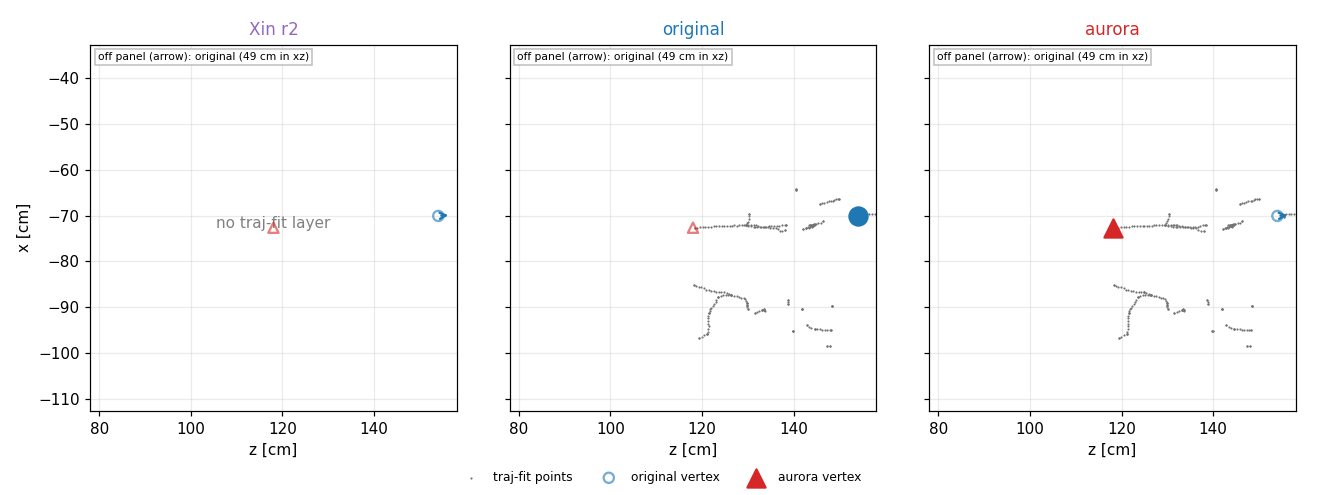 Xin r2
original
aurora
off panel (arrow): original (49 cm in xz)
off panel (arrow): original (49 cm in xz)
off panel (arrow): original (49 cm in xz)
no traj-fit layer
x [cm]
−40
−50
−60
−70
−80
−90
−100
−110
80 100 120 140
80 100 120 140
80 100 120 140
z [cm]
z [cm]
z [cm]
traj-fit points
original vertex
aurora vertex